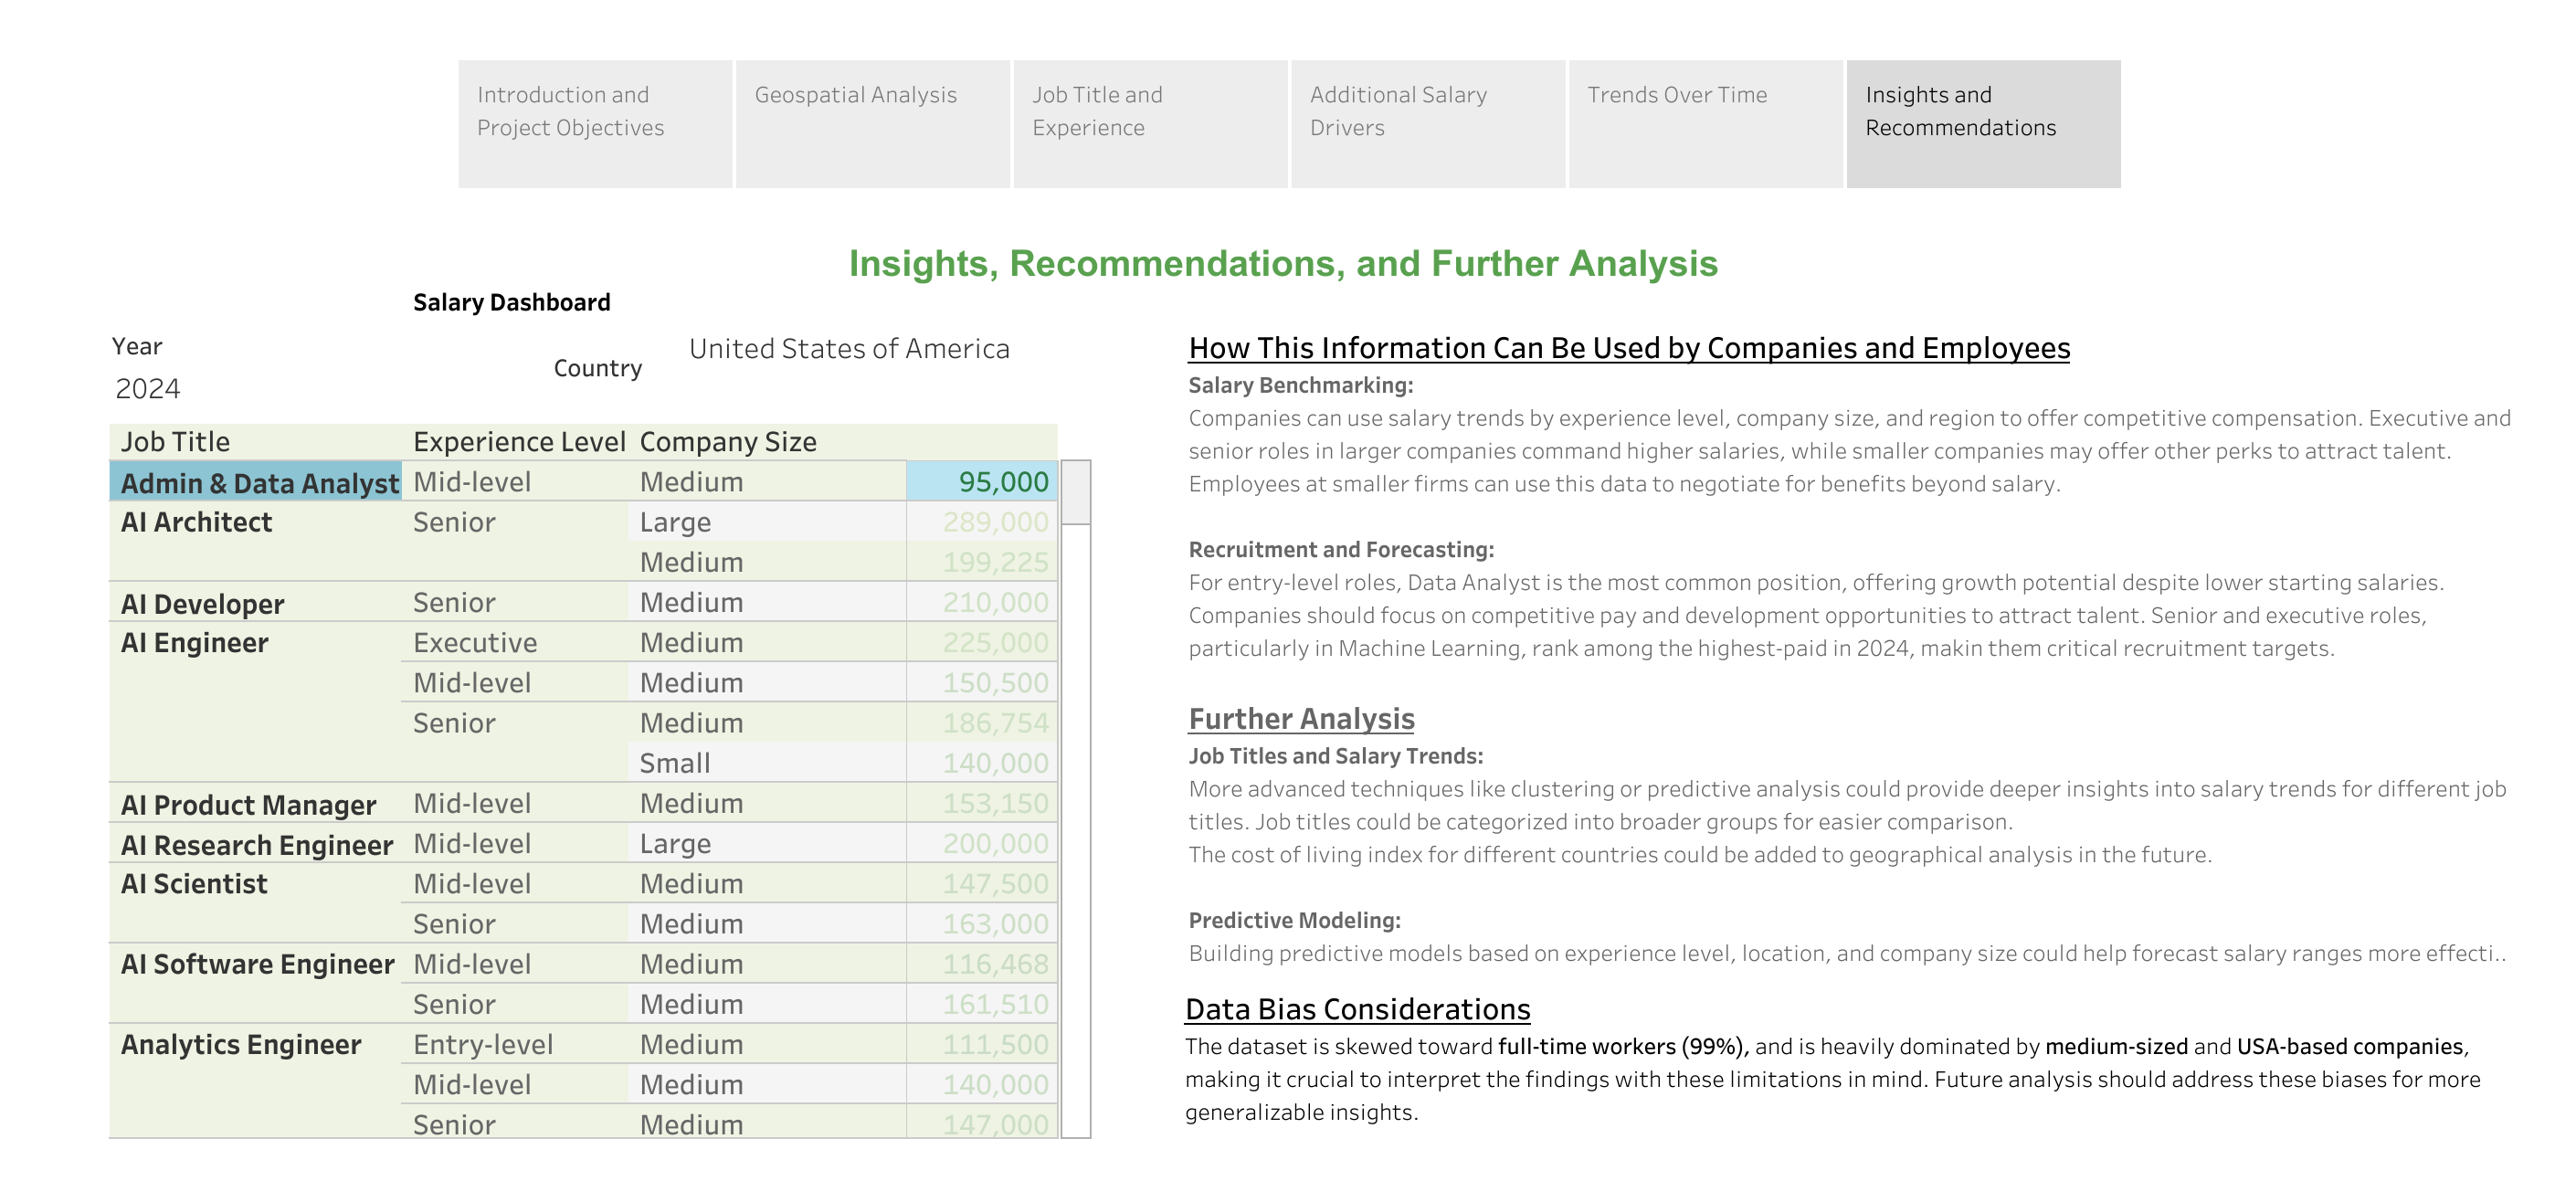 Introduction and
Project Objectives
Geospatial Analysis
Job Title and
Experience
Additional Salary
Drivers
Trends Over Time
Insights and
Recommendations
Insights, Recommendations, and Further Analysis
Salary Dashboard
Year
2024
Country
United States of America
Job Title Experience Level Company Size
Admin & Data Analyst Mid-level Medium 95,000
AI Architect Senior Large 289,000
Medium 199,225
AI Developer Senior Medium 210,000
AI Engineer Executive Medium 225,000
Mid-level Medium 150,500
Senior Medium 186,754
Small 140,000
AI Product Manager Mid-level Medium 153,150
AI Research Engineer Mid-level Large 200,000
AI Scientist Mid-level Medium 147,500
Senior Medium 163,000
AI Software Engineer Mid-level Medium 116,468
Senior Medium 161,510
Analytics Engineer Entry-level Medium 111,500
Mid-level Medium 140,000
Senior Medium 147,000
How This Information Can Be Used by Companies and Employees
Salary Benchmarking:
Companies can use salary trends by experience level, company size, and region to offer competitive compensation. Executive and
senior roles in larger companies command higher salaries, while smaller companies may offer other perks to attract talent.
Employees at smaller firms can use this data to negotiate for benefits beyond salary.
Recruitment and Forecasting:
For entry-level roles, Data Analyst is the most common position, offering growth potential despite lower starting salaries.
Companies should focus on competitive pay and development opportunities to attract talent. Senior and executive roles,
particularly in Machine Learning, rank among the highest-paid in 2024, makin them critical recruitment targets.
Further Analysis
Job Titles and Salary Trends:
More advanced techniques like clustering or predictive analysis could provide deeper insights into salary trends for different job
titles. Job titles could be categorized into broader groups for easier comparison.
The cost of living index for different countries could be added to geographical analysis in the future.
Predictive Modeling:
Building predictive models based on experience level, location, and company size could help forecast salary ranges more effecti..
Data Bias Considerations
The dataset is skewed toward full-time workers (99%), and is heavily dominated by medium-sized and USA-based companies,
making it crucial to interpret the findings with these limitations in mind. Future analysis should address these biases for more
generalizable insights.